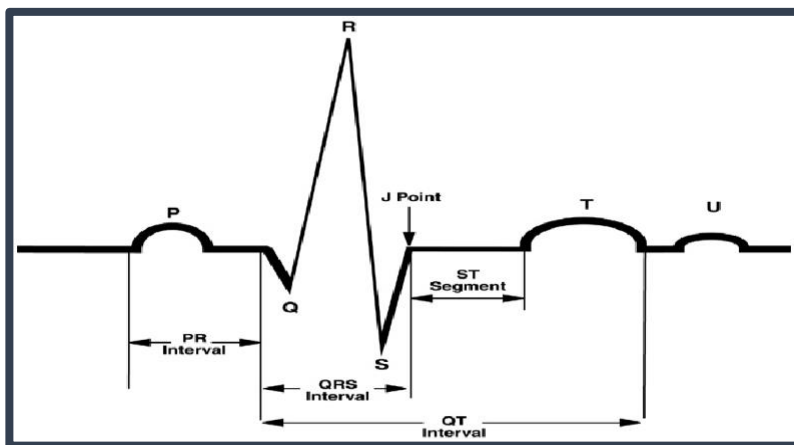 R
J Point
P
T
U
Q
ST
Segment
S
PR
Interval
QRS
Interval
QT
Interval